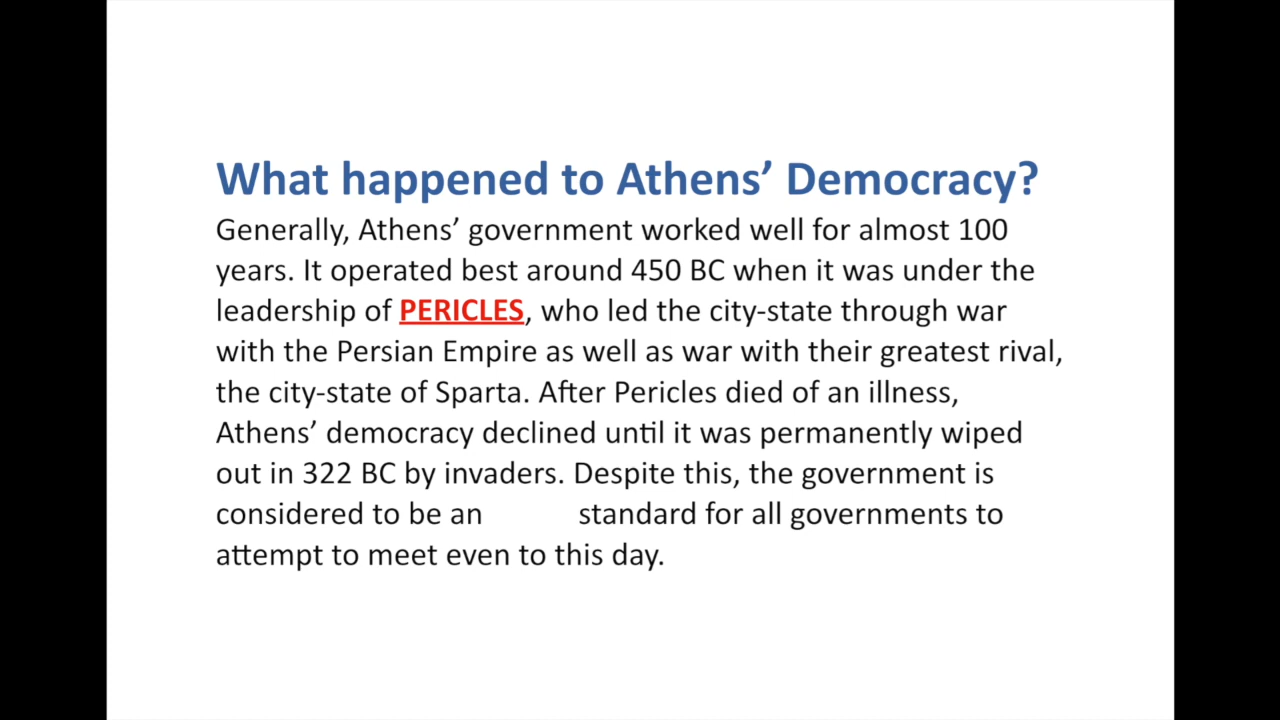 What happened to Athens’ Democracy?
Generally, Athens’ government worked well for almost 100
years. It operated best around 450 BC when it was under the
leadership of PERICLES, who led the city-state through war
with the Persian Empire as well as war with their greatest rival,
the city-state of Sparta. After Pericles died of an illness,
Athens’ democracy declined until it was permanently wiped
out in 322 BC by invaders. Despite this, the government is
considered to be an standard for all governments to
attempt to meet even to this day.